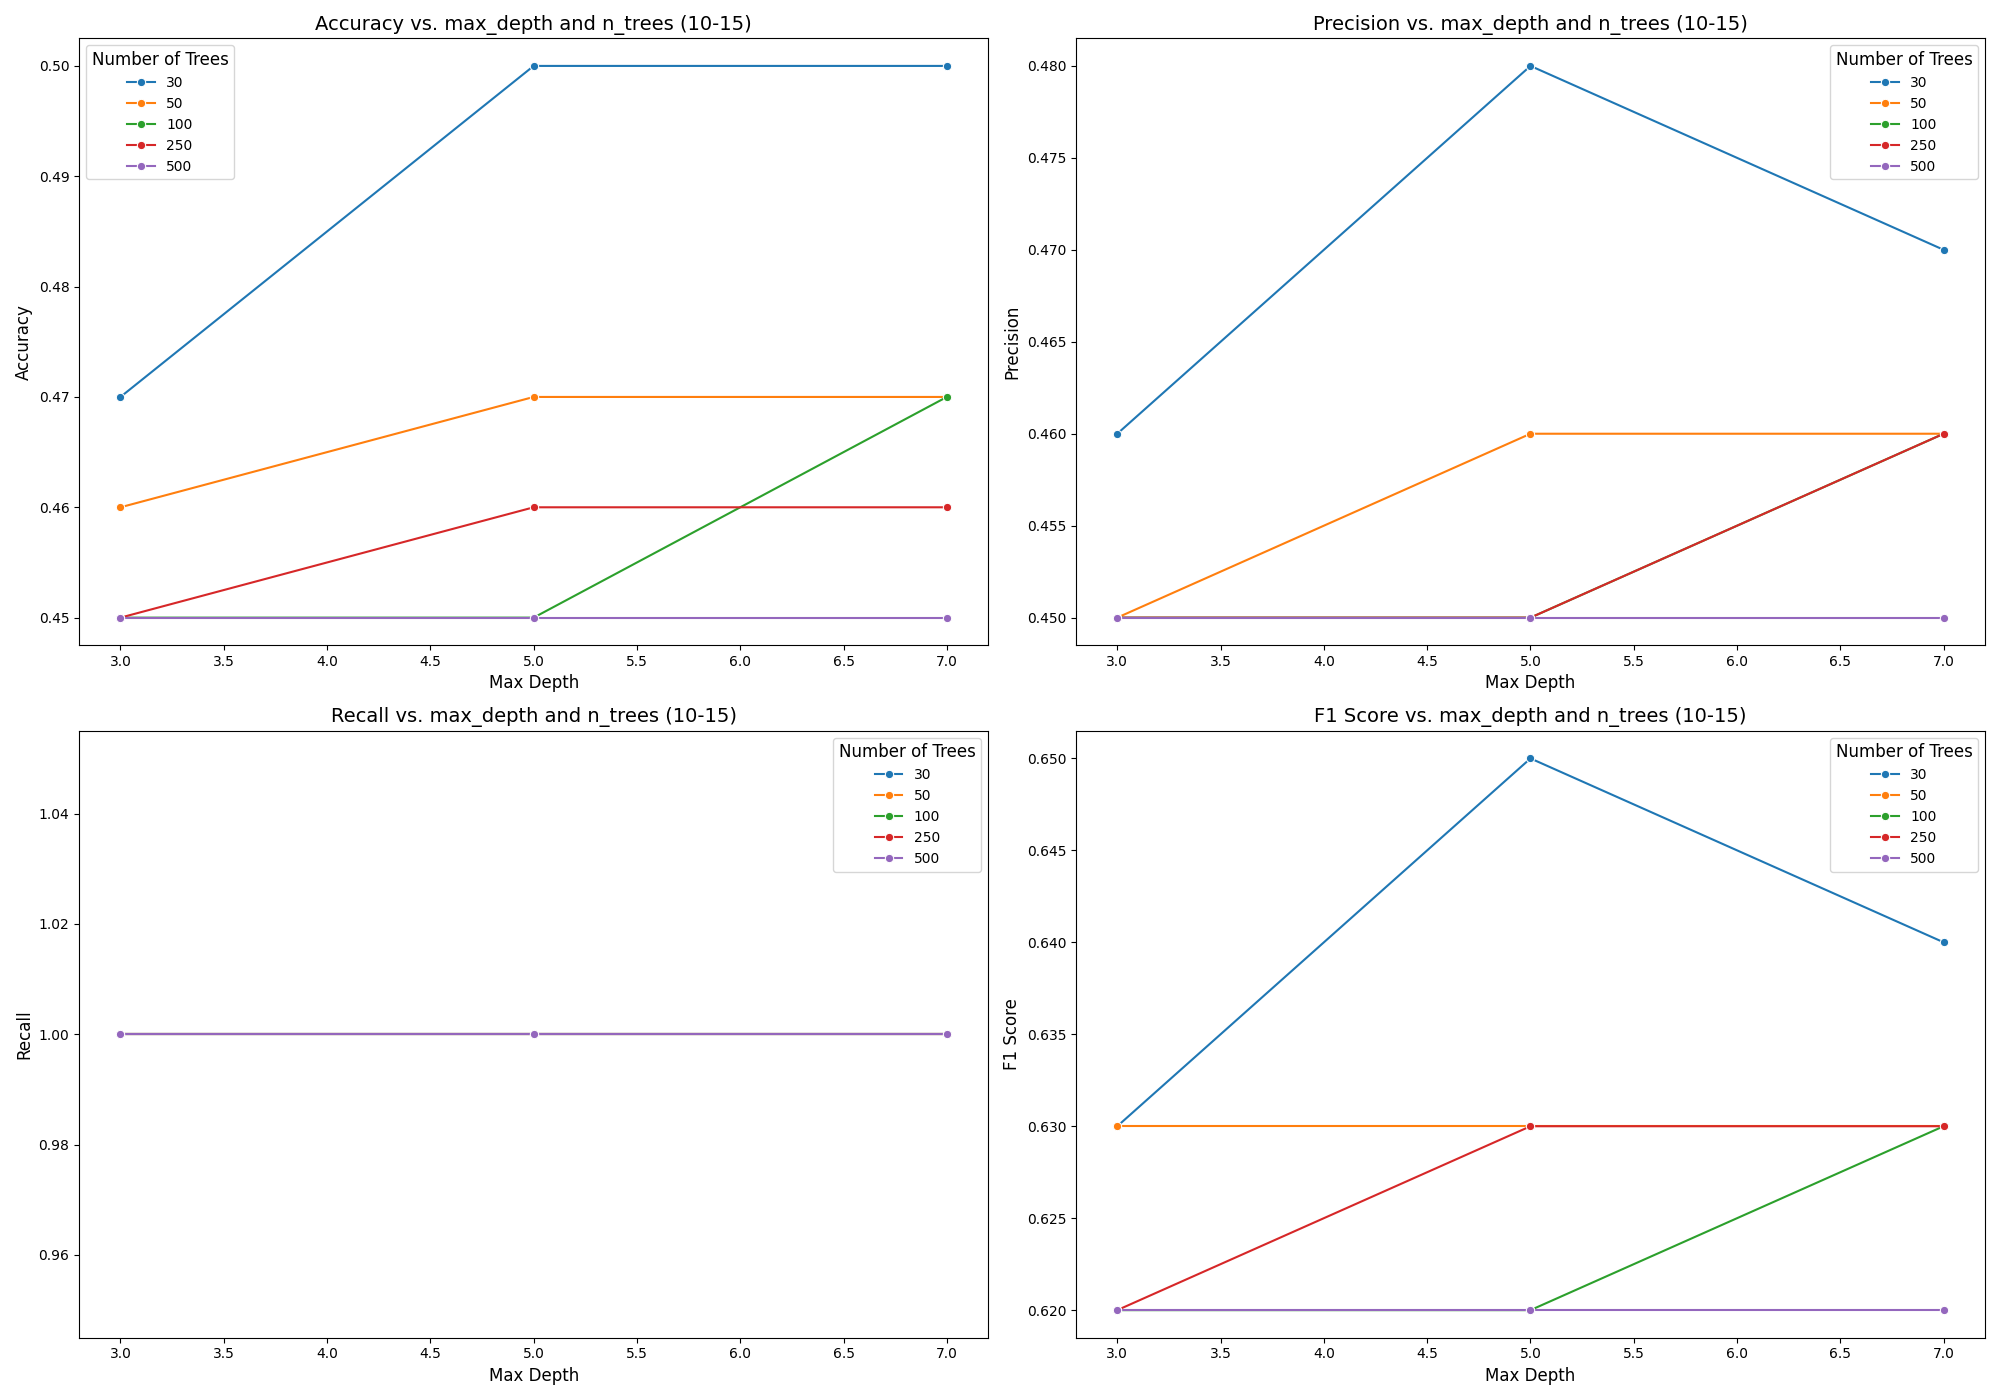 Accuracy vs. max_depth and n_trees (10-15)
Number of Trees
30
50
100
250
500
0.50
0.49
0.48
0.47
0.46
0.45
Accuracy
3.0 3.5 4.0 4.5 5.0 5.5 6.0 6.5 7.0
Max Depth
Precision vs. max_depth and n_trees (10-15)
Number of Trees
30
50
100
250
500
0.480
0.475
0.470
0.465
0.460
0.455
0.450
Precision
3.0 3.5 4.0 4.5 5.0 5.5 6.0 6.5 7.0
Max Depth
Recall vs. max_depth and n_trees (10-15)
Number of Trees
30
50
100
250
500
1.04
1.02
1.00
0.98
0.96
Recall
3.0 3.5 4.0 4.5 5.0 5.5 6.0 6.5 7.0
Max Depth
F1 Score vs. max_depth and n_trees (10-15)
Number of Trees
30
50
100
250
500
0.650
0.645
0.640
0.635
0.630
0.625
0.620
F1 Score
3.0 3.5 4.0 4.5 5.0 5.5 6.0 6.5 7.0
Max Depth